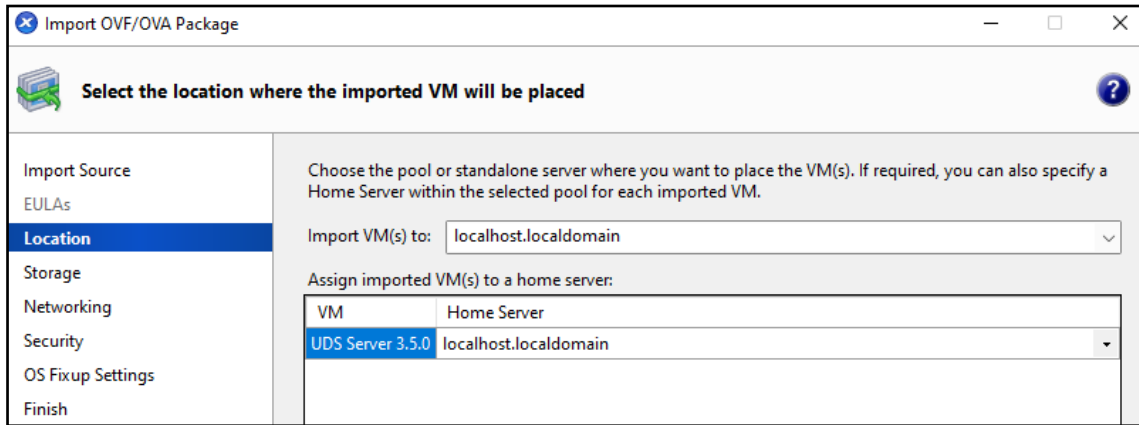 Import OVF/OVA Package
Select the location where the imported VM will be placed
Import Source
EULAs
Location
Storage
Networking
Security
OS Fixup Settings
Finish
Choose the pool or standalone server where you want to place the VM(s). If required, you can also specify a
Home Server within the selected pool for each imported VM.
Import VM(s) to: localhost.localdomain
Assign imported VM(s) to a home server:
VM Home Server
UDS Server 3.5.0 localhost.localdomain